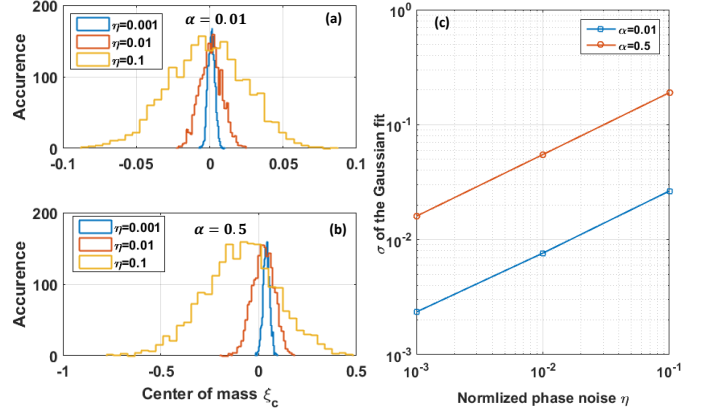 (a)
α = 0.01
η=0.001
η=0.01
η=0.1
Accurence
200
100
0
-0.1
-0.05
0
0.05
0.1
(b)
α = 0.5
η=0.001
η=0.01
η=0.1
Accurence
200
100
0
-1
-0.5
0
0.5
Center of mass ξc
(c)
α=0.01
α=0.5
σ of the Gaussian fit
10^0
10^-1
10^-2
10^-3
10^-3
10^-2
10^-1
Normlized phase noise η